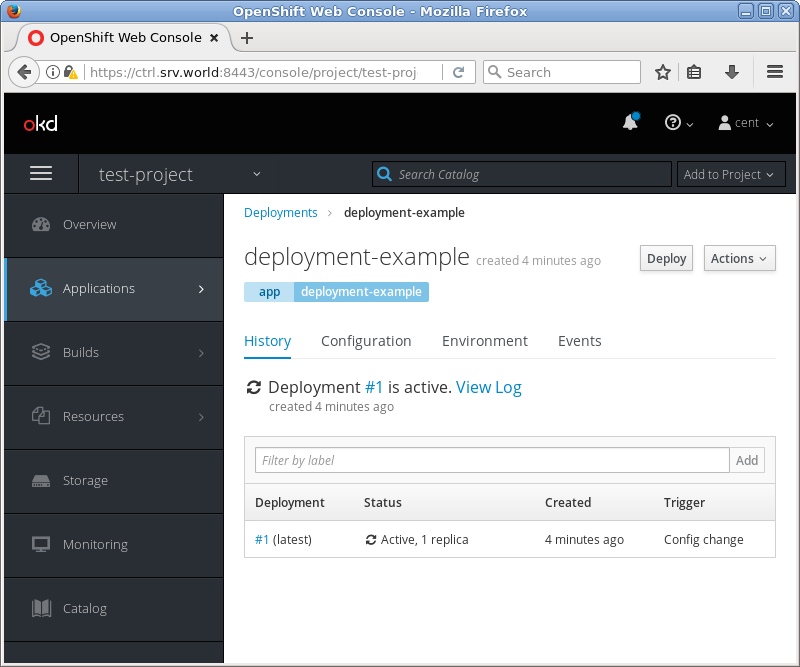 OpenShift Web Console - Mozilla Firefox
OpenShift Web Console
https://ctrl.srv.world:8443/console/project/test-proj
Search
okd
cent
test-project
Search Catalog
Add to Project
Overview
Applications
Builds
Resources
Storage
Monitoring
Catalog
Deployments › deployment-example
deployment-example created 4 minutes ago
Deploy
Actions
app deployment-example
History Configuration Environment Events
Deployment #1 is active. View Log
created 4 minutes ago
Filter by label
Add
Deployment Status Created Trigger
#1 (latest) Active, 1 replica 4 minutes ago Config change